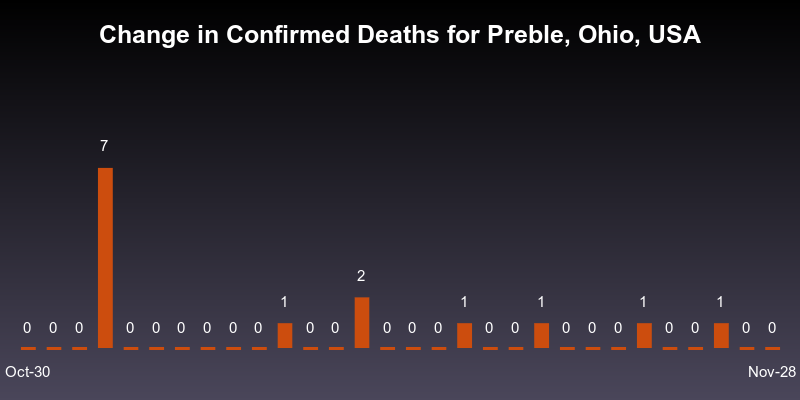 Change in Confirmed Deaths for Preble, Ohio, USA
7
2
1 1 1 1 1
0 0 0 0 0 0 0 0 0 0 0 0 0 0 0 0 0 0 0 0 0 0 0
Oct-30 Nov-28